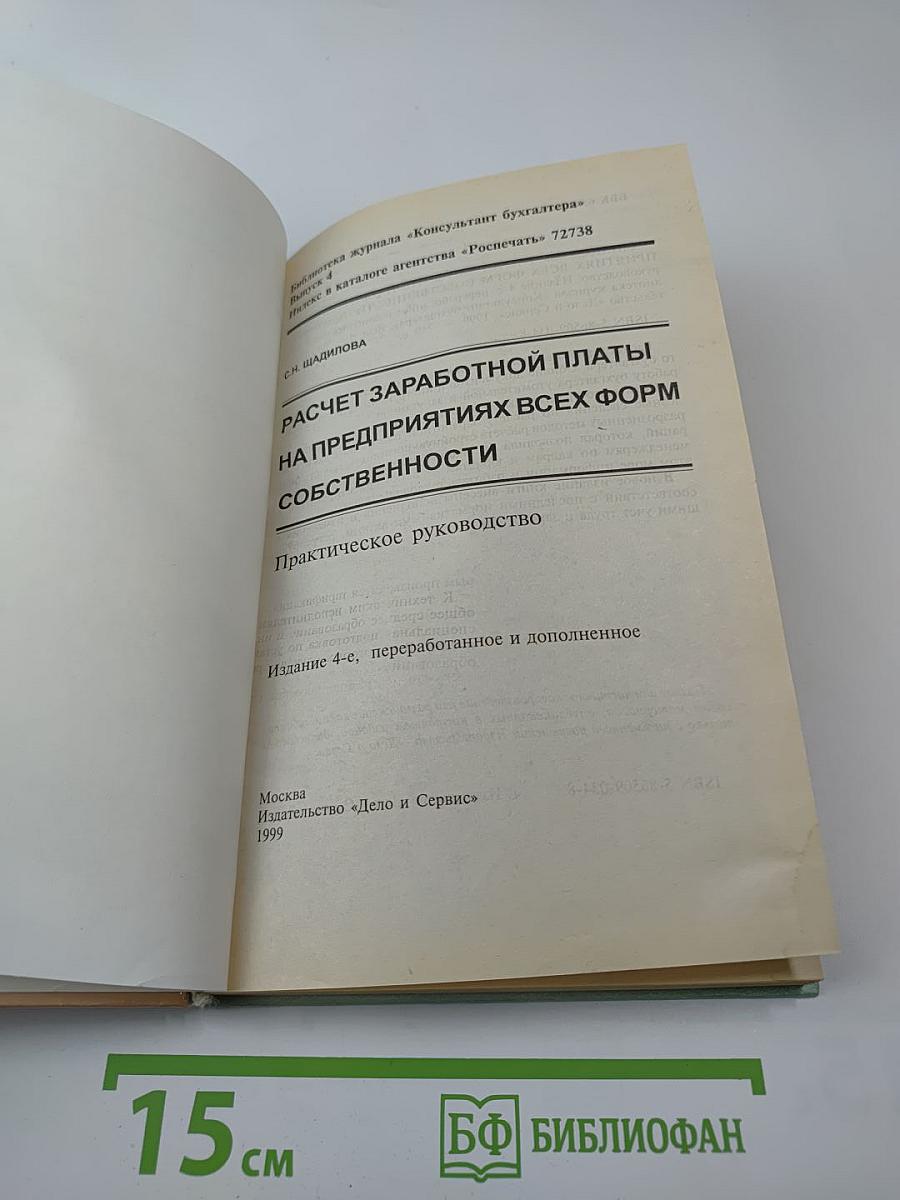 Библиотека журнала «Консультант бухгалтера»
Выпуск 4
Индекс в каталоге агентства «Роспечать» 72738
С.Н. ЩАДИЛОВА
РАСЧЕТ ЗАРАБОТНОЙ ПЛАТЫ
НА ПРЕДПРИЯТИЯХ ВСЕХ ФОРМ
СОБСТВЕННОСТИ
Практическое руководство
Издание 4-е, переработанное и дополненное
Москва
Издательство «Дело и Сервис»
1999
15 см
БФ БИБЛИОФАН